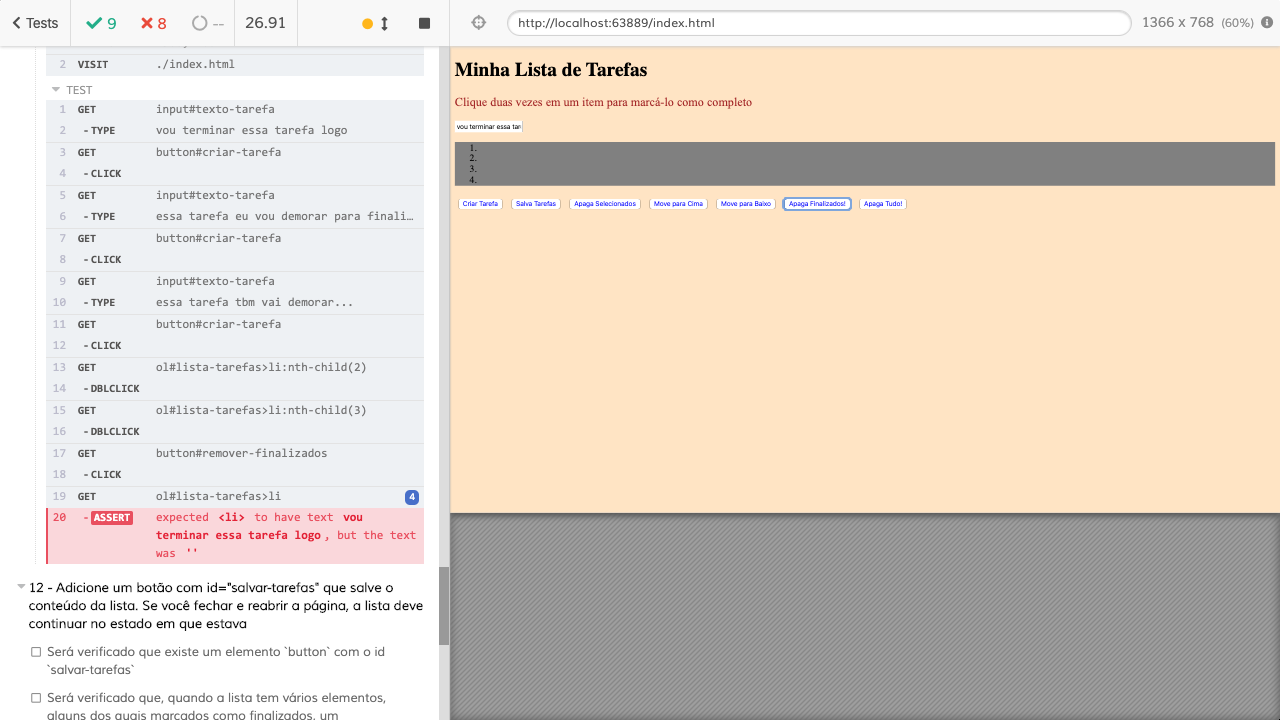 Tests
9
8
--
26.91
http://localhost:63889/index.html
1366 x 768 (60%)
2 VISIT ./index.html
TEST
1 GET input#texto-tarefa
2 -TYPE vou terminar essa tarefa logo
3 GET button#criar-tarefa
4 -CLICK
5 GET input#texto-tarefa
6 -TYPE essa tarefa eu vou demorar para finali…
7 GET button#criar-tarefa
8 -CLICK
9 GET input#texto-tarefa
10 -TYPE essa tarefa tbm vai demorar...
11 GET button#criar-tarefa
12 -CLICK
13 GET ol#lista-tarefas>li:nth-child(2)
14 -DBLCLICK
15 GET ol#lista-tarefas>li:nth-child(3)
16 -DBLCLICK
17 GET button#remover-finalizados
18 -CLICK
19 GET ol#lista-tarefas>li 4
20 -ASSERT expected <li> to have text vou
terminar essa tarefa logo, but the text
was ''
12 - Adicione um botão com id="salvar-tarefas" que salve o
conteúdo da lista. Se você fechar e reabrir a página, a lista deve
continuar no estado em que estava
Será verificado que existe um elemento `button` com o id
`salvar-tarefas`
Será verificado que, quando a lista tem vários elementos,
alguns dos quais marcados como finalizados, um
Minha Lista de Tarefas
Clique duas vezes em um item para marcá-lo como completo
vou terminar essa tar
1.
2.
3.
4.
Criar Tarefa Salva Tarefas Apaga Selecionados Move para Cima Move para Baixo Apaga Finalizados! Apaga Tudo!